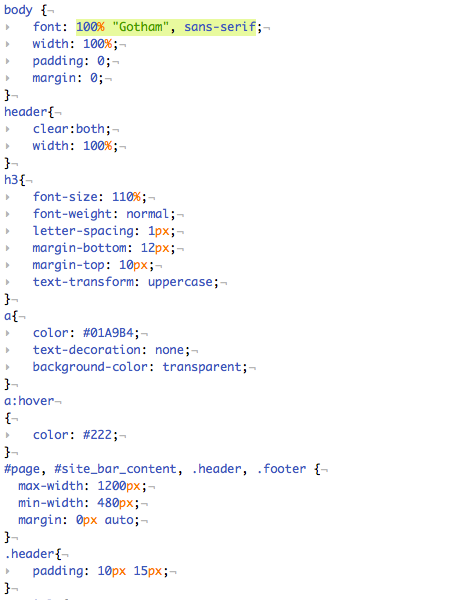 body {
font: 100% "Gotham", sans-serif;
width: 100%;
padding: 0;
margin: 0;
}
header{
clear:both;
width: 100%;
}
h3{
font-size: 110%;
font-weight: normal;
letter-spacing: 1px;
margin-bottom: 12px;
margin-top: 10px;
text-transform: uppercase;
}
a{
color: #01A9B4;
text-decoration: none;
background-color: transparent;
}
a:hover
{
color: #222;
}
#page, #site_bar_content, .header, .footer {
max-width: 1200px;
min-width: 480px;
margin: 0px auto;
}
.header{
padding: 10px 15px;
}